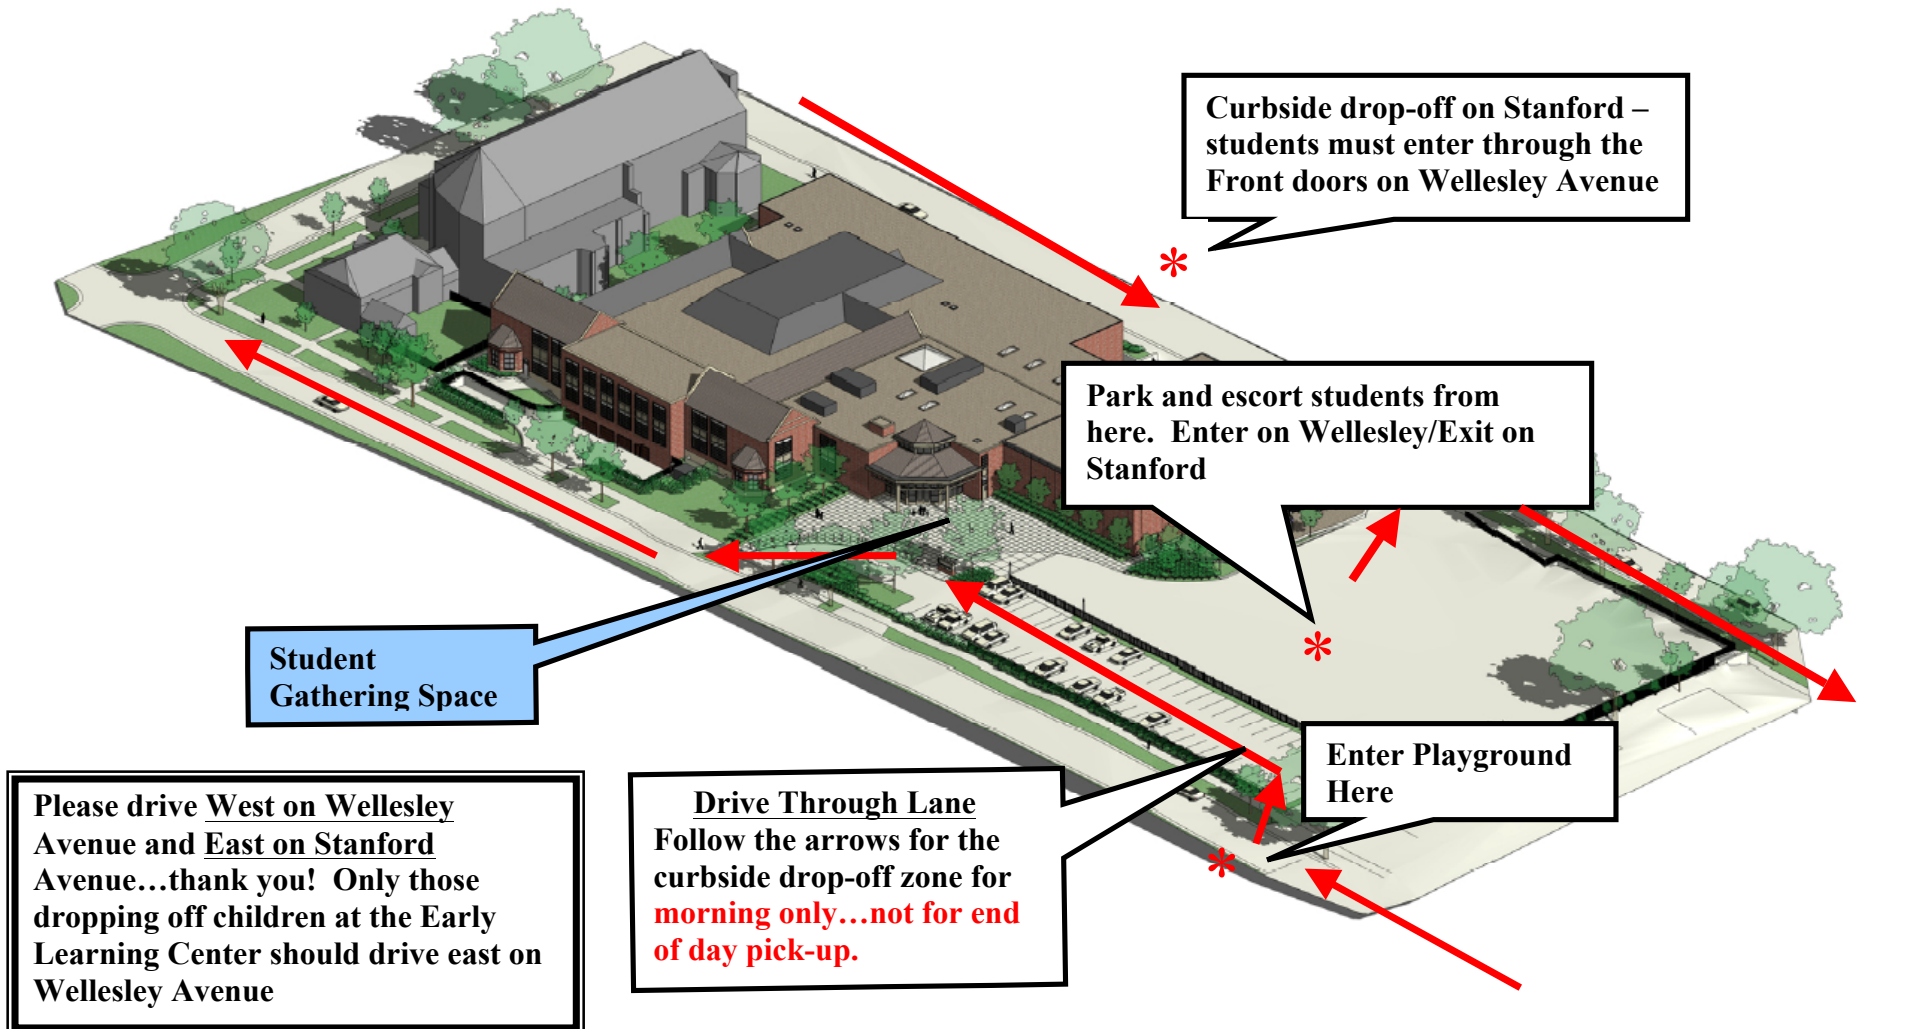 Curbside drop-off on Stanford –
students must enter through the
Front doors on Wellesley Avenue
Park and escort students from
here.  Enter on Wellesley/Exit on
Stanford
Student
Gathering Space
Enter Playground
Here
Drive Through Lane
Follow the arrows for the
curbside drop-off zone for
morning only…not for end
of day pick-up.
Please drive West on Wellesley
Avenue and East on Stanford
Avenue…thank you!  Only those
dropping off children at the Early
Learning Center should drive east on
Wellesley Avenue